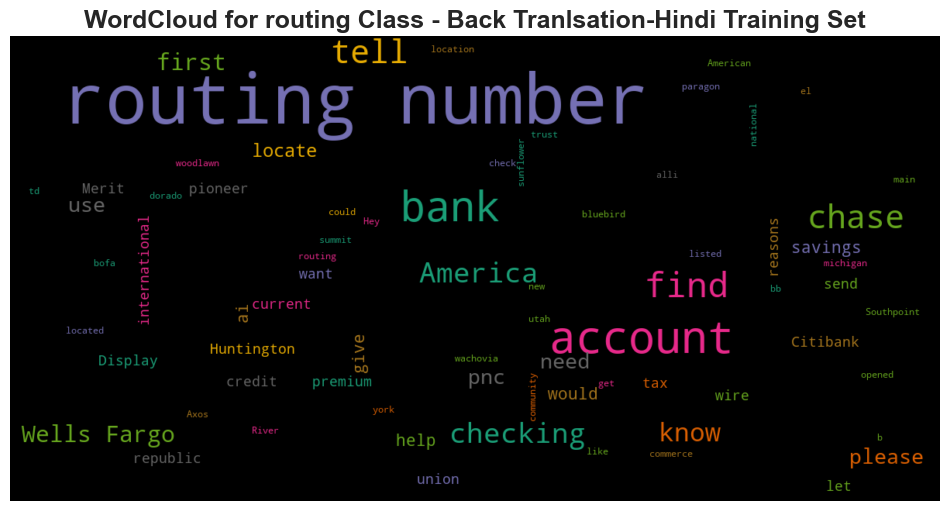 WordCloud for routing Class - Back Tranlsation-Hindi Training Set
tell
location
first
American
routing number
paragon
el
national
trust
locate
sunflower
woodlawn
check
alli
main
td
Merit
dorado
pioneer
use
could
Hey
bank
bluebird
chase
international
summit
reasons
savings
bofa
routing
listed
michigan
want
America
find
new
bb
send
current
ai
Southpoint
located
utah
account
Huntington
give
Citibank
Display
wachovia
need
credit
premium
pnc
community
get
tax
opened
would
wire
Axos
york
Wells Fargo
River
help
checking
know
b
republic
like
commerce
please
union
let